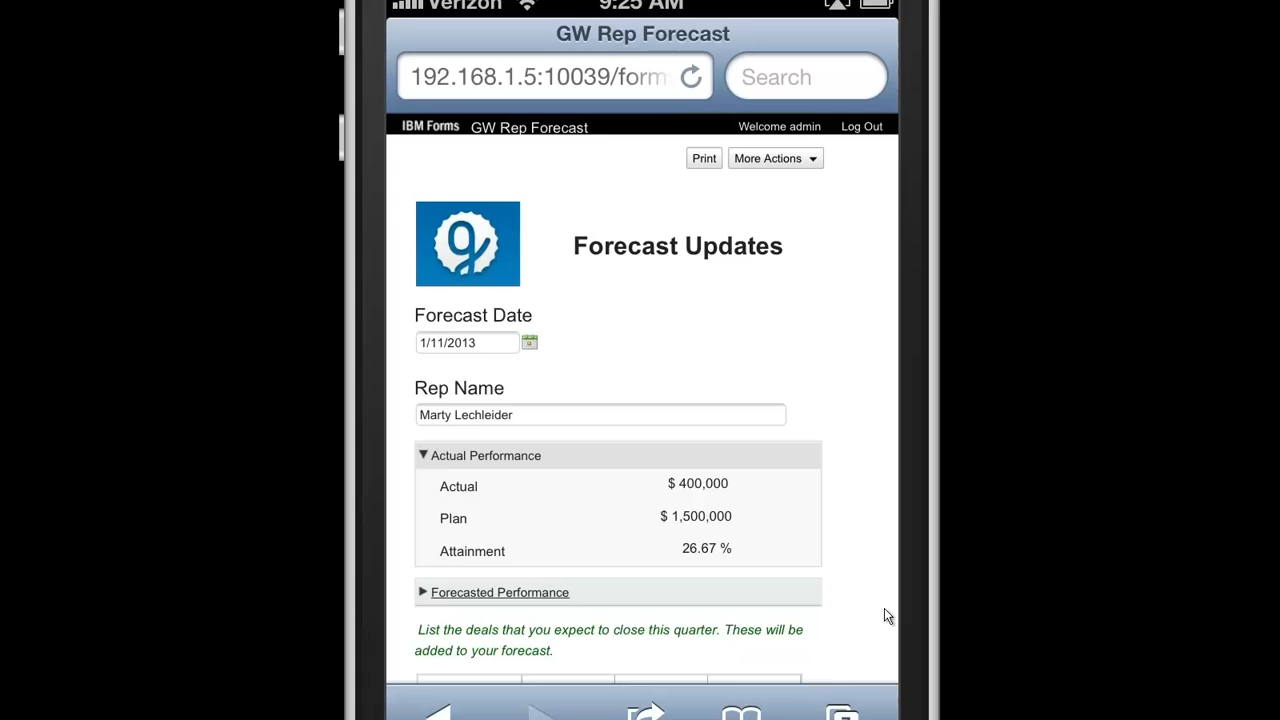 Verizon 9:25 AM
GW Rep Forecast
192.168.1.5:10039/form Search
IBM Forms GW Rep Forecast Welcome admin Log Out
Print More Actions
Forecast Updates
Forecast Date
1/11/2013
Rep Name
Marty Lechleider
Actual Performance
Actual $ 400,000
Plan $ 1,500,000
Attainment 26.67 %
Forecasted Performance
List the deals that you expect to close this quarter. These will be
added to your forecast.